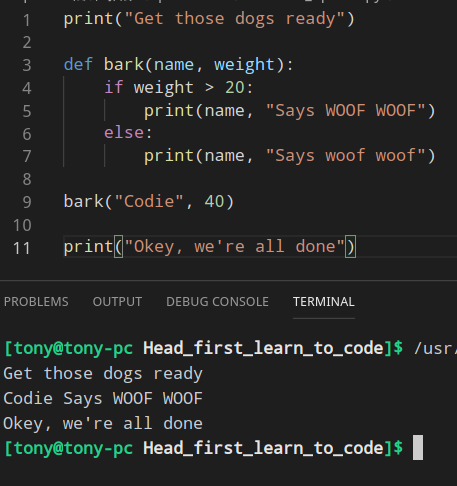 1 print("Get those dogs ready")
2
3 def bark(name, weight):
4     if weight > 20:
5         print(name, "Says WOOF WOOF")
6     else:
7         print(name, "Says woof woof")
8
9 bark("Codie", 40)
10
11 print("Okey, we're all done")
PROBLEMS OUTPUT DEBUG CONSOLE TERMINAL
[tony@tony-pc Head_first_learn_to_code]$ /usr/
Get those dogs ready
Codie Says WOOF WOOF
Okey, we're all done
[tony@tony-pc Head_first_learn_to_code]$